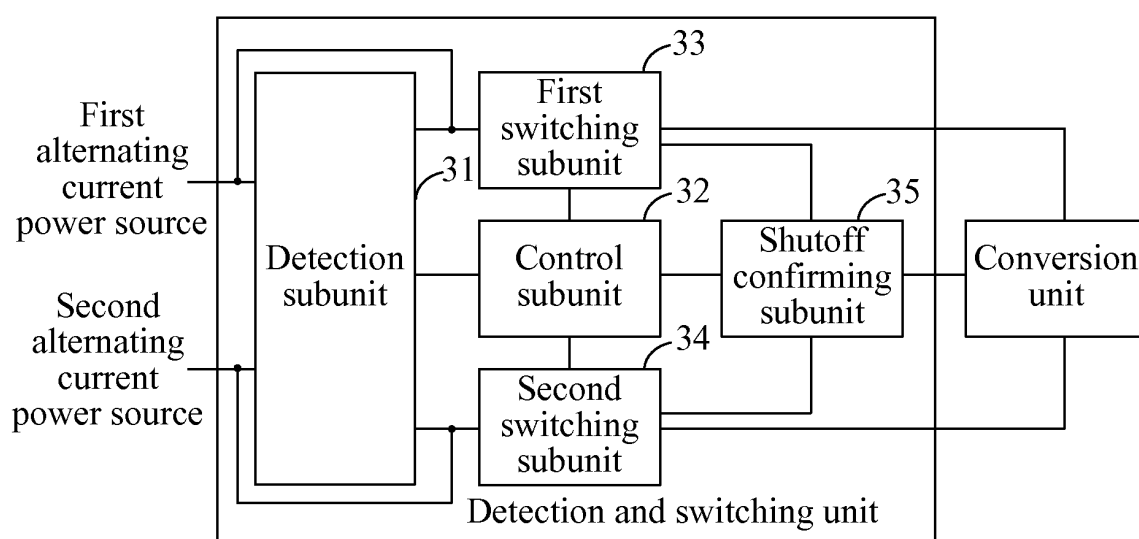 33
First
switching
subunit
First
alternating
current
power source
31
32
35
Detection
subunit
Control
subunit
Shutoff
confirming
subunit
Conversion
unit
Second
alternating
current
power source
34
Second
switching
subunit
Detection and switching unit